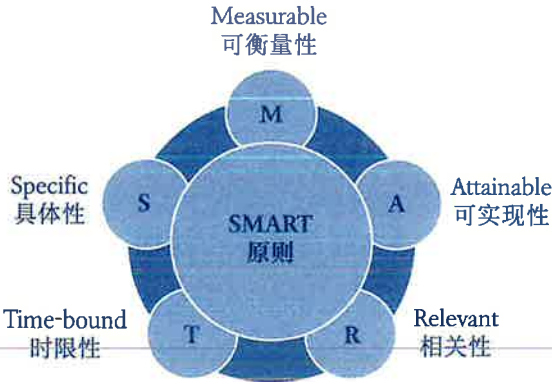 Measurable
可衡量性
M
Specific
具体性
S
A
Attainable
可实现性
SMART
原则
Time-bound
时限性
T
R
Relevant
相关性